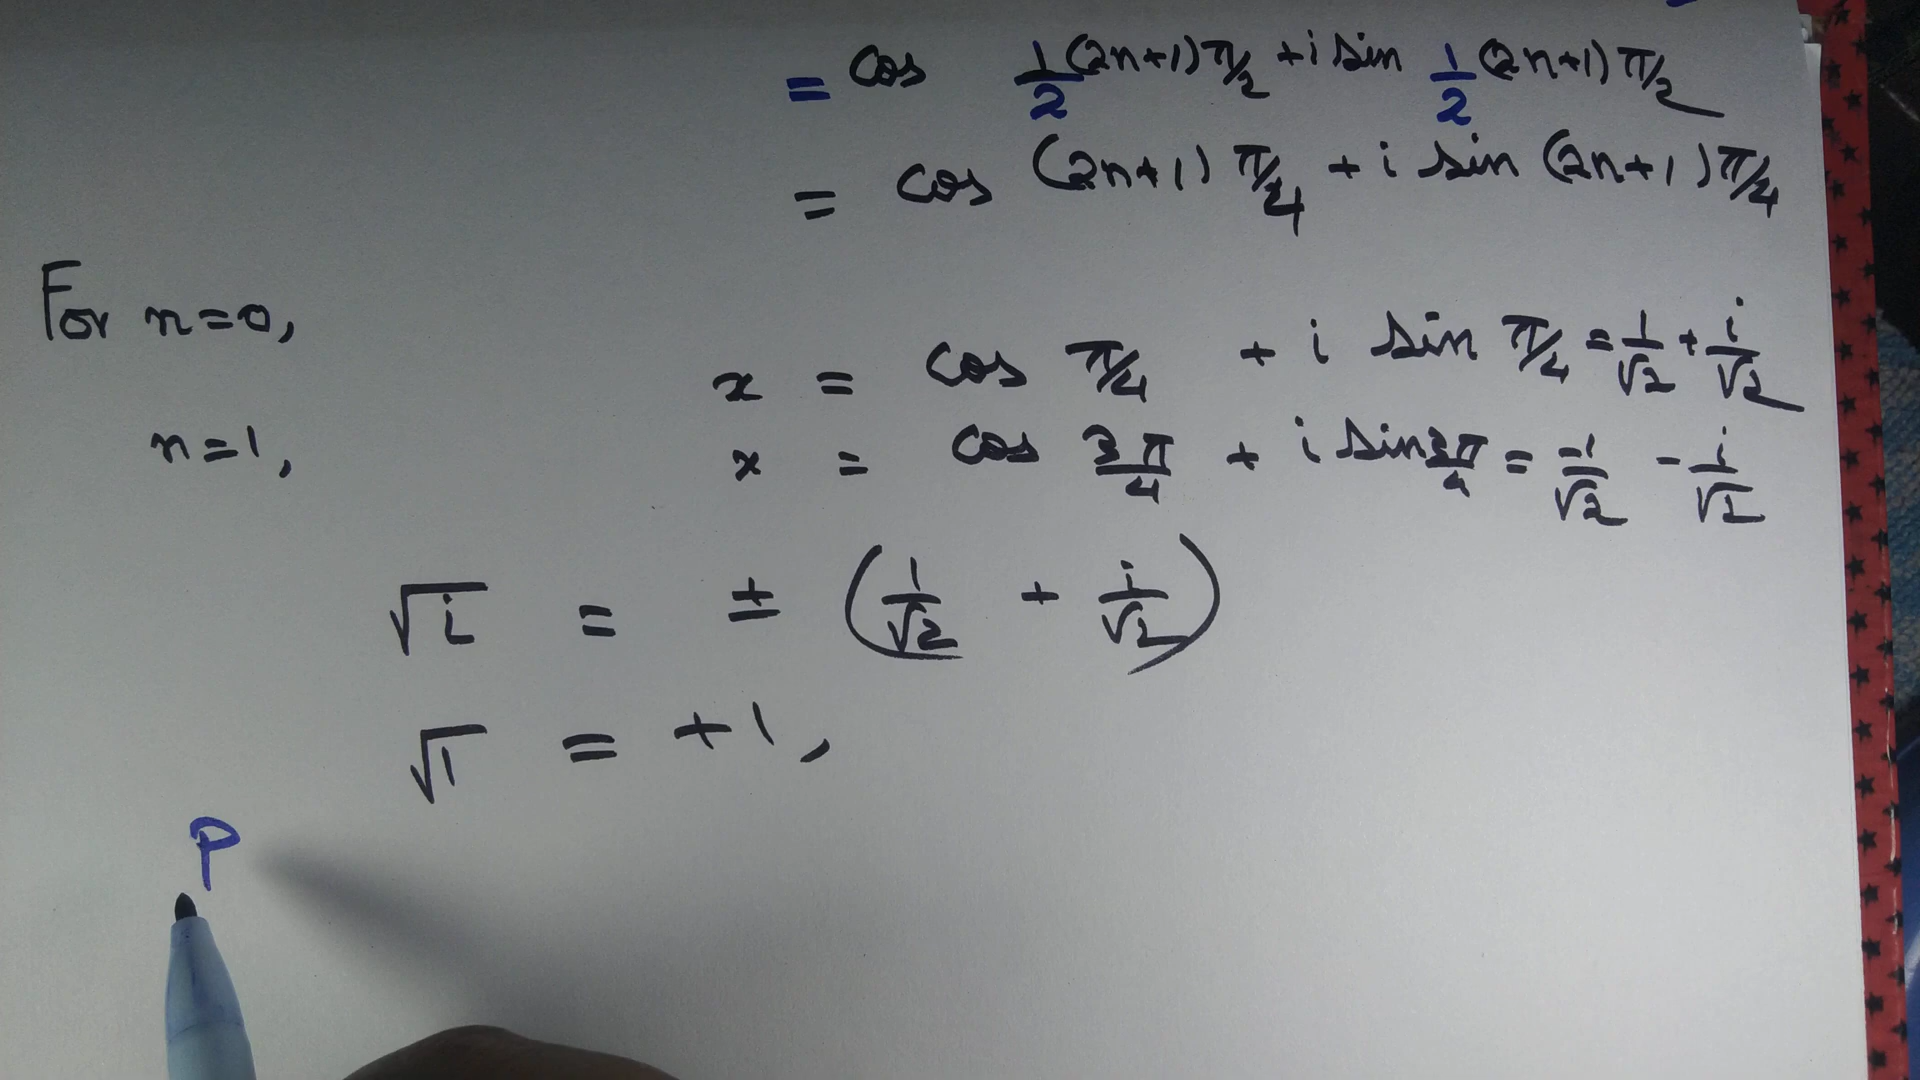 = cos 1/2 (2n+1) π/2 + i sin 1/2 (2n+1) π/2
= cos (2n+1) π/4 + i sin (2n+1) π/4
For n=0,
x = cos π/4 + i sin π/4 = 1/√2 + i/√2
n=1,
x = cos 3π/4 + i sin 3π/4 = -1/√2 - i/√2
√i = ± (1/√2 + i/√2)
√1 = +1,
P